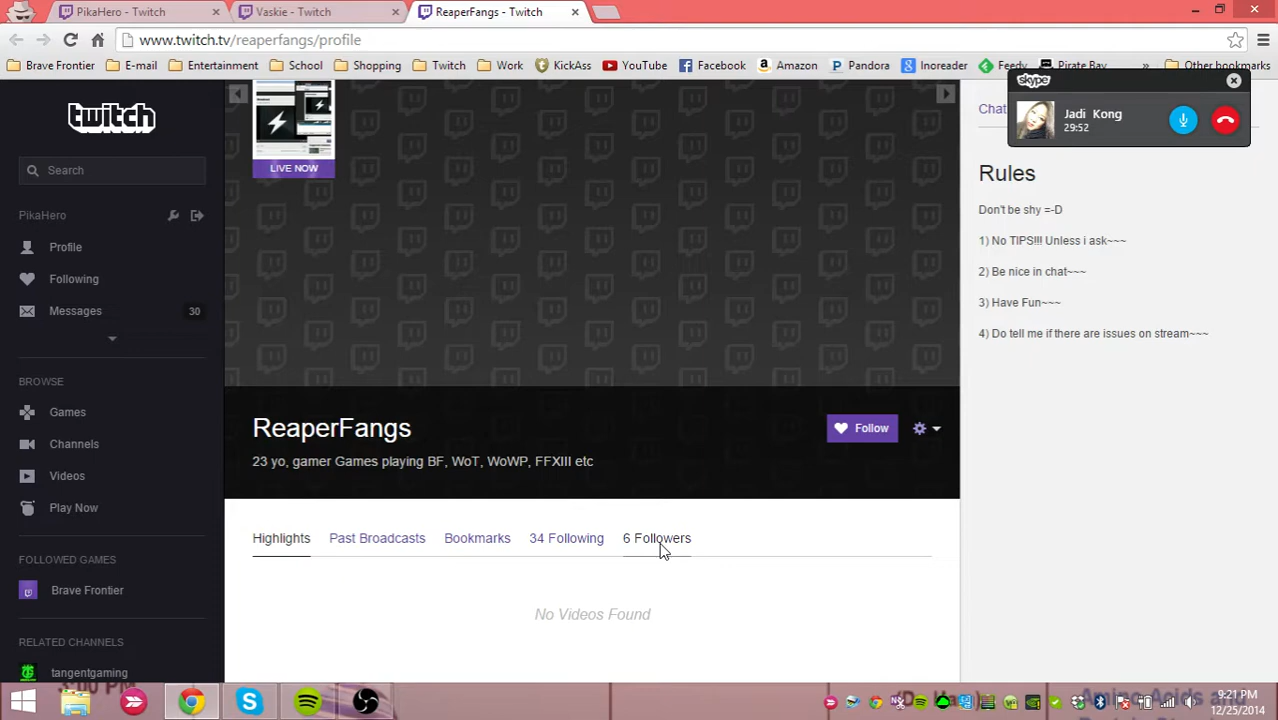 PikaHero - Twitch
Vaskie - Twitch
ReaperFangs - Twitch
www.twitch.tv/reaperfangs/profile
Brave Frontier
E-mail
Entertainment
School
Shopping
Twitch
Work
KickAss
YouTube
Facebook
Amazon
Pandora
Inoreader
Feedly
Pirate Bay
»
Other bookmarks
skype
Jadi Kong
29:52
twitch
Search
PikaHero
Profile
Following
Messages 30
BROWSE
Games
Channels
Videos
Play Now
FOLLOWED GAMES
Brave Frontier
RELATED CHANNELS
tangentgaming
LIVE NOW
ReaperFangs
Follow
23 yo, gamer Games playing BF, WoT, WoWP, FFXIII etc
Highlights
Past Broadcasts
Bookmarks
34 Following
6 Followers
No Videos Found
Chat
Rules
Don't be shy =-D
1) No TIPS!!! Unless i ask~~~
2) Be nice in chat~~~
3) Have Fun~~~
4) Do tell me if there are issues on stream~~~
Amino Acids and
9:21 PM
12/25/2014